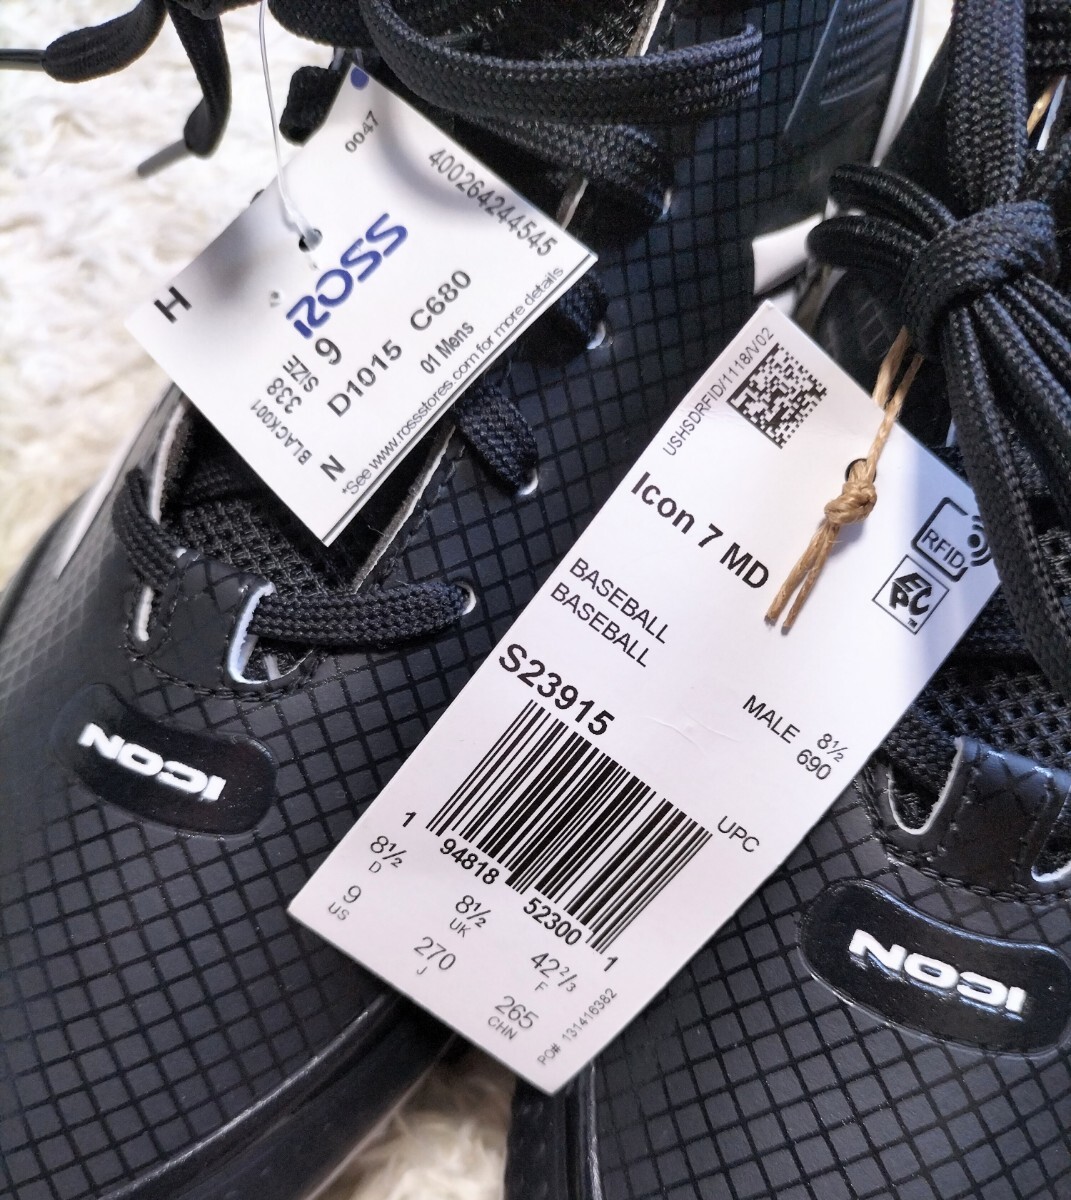 0047
400264244545
H
ROSS
D1015 C680
SIZE 9
338
01 Mens
BLACK001
N
*See www.rossstores.com for more details
USHSDRFID/1118/V02
Icon 7 MD
RFID
EPC
TM
BASEBALL
BASEBALL
S23915
MALE 8½
690
UPC
1 94818 52300 1
8½ D
9 US
8½ UK
270 J
42⅔ F
265 CHN
PO# 131416382
ICON
ICON